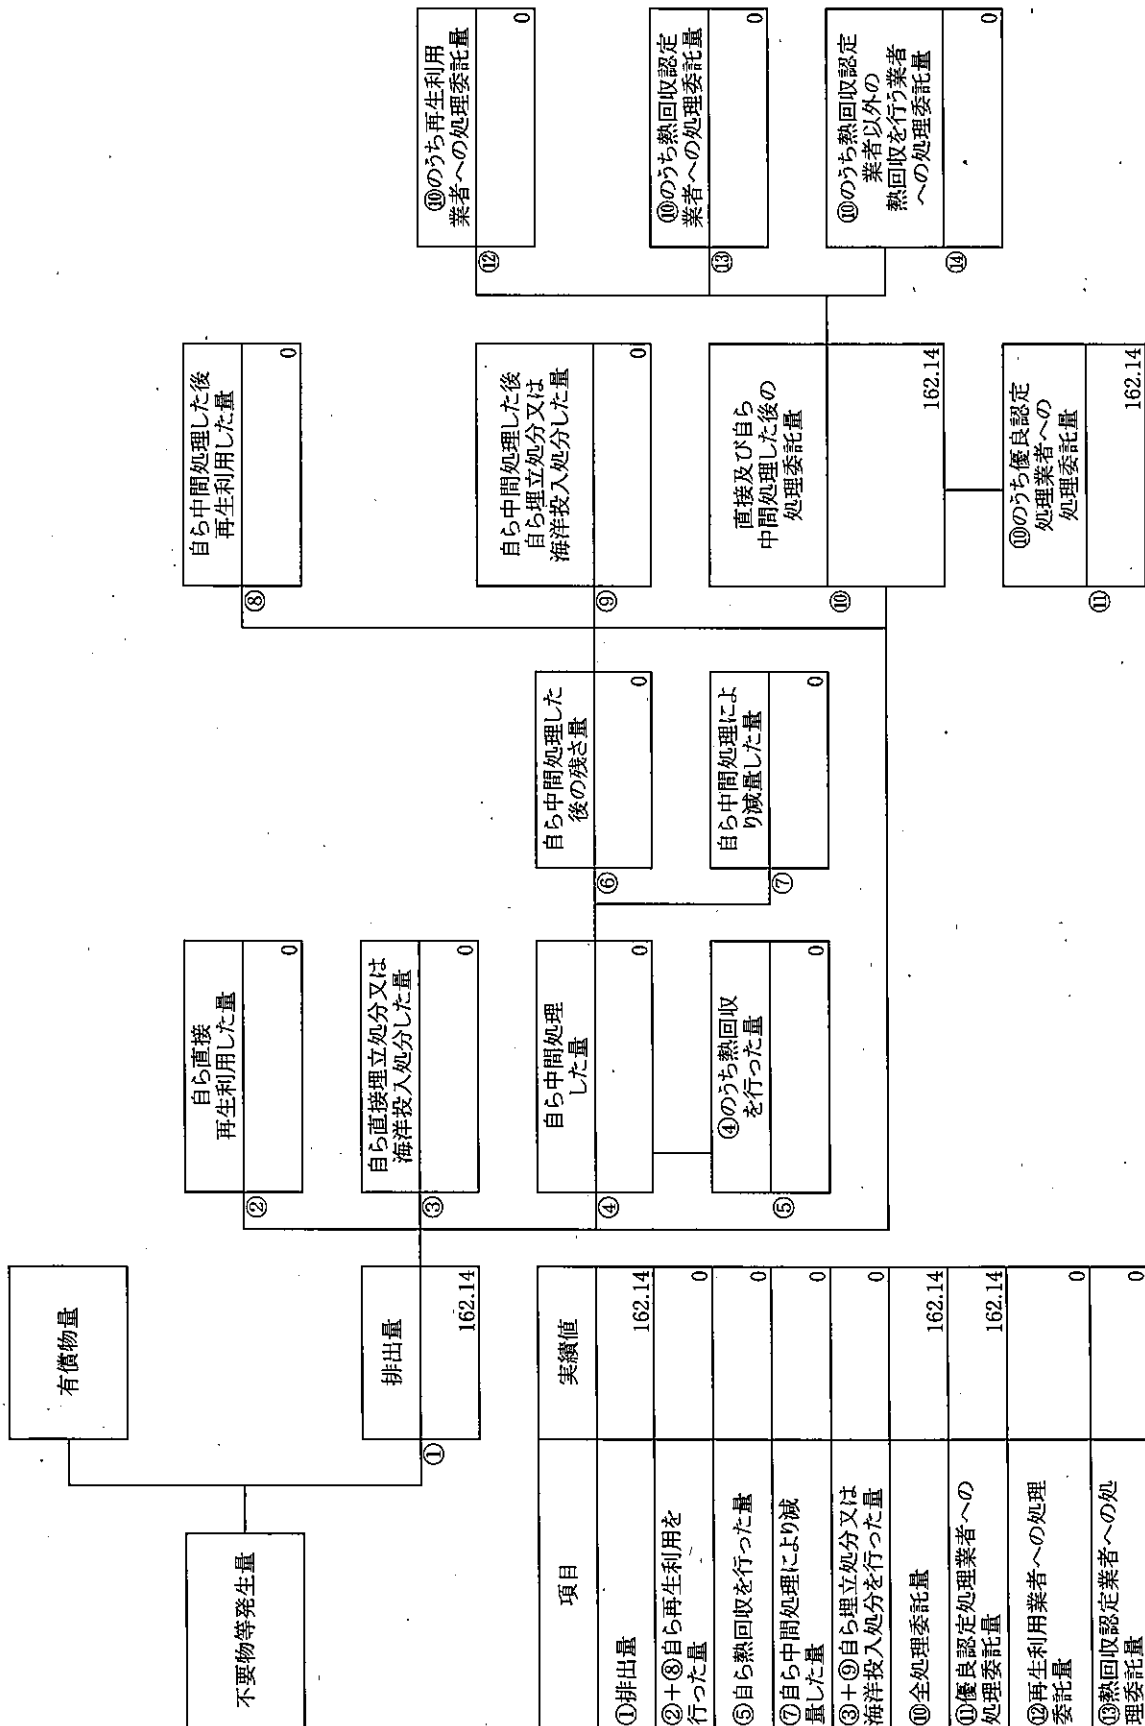 不要物等発生量
有償物量
排出量
①
162.14
自ら直接
再生利用した量
②
0
自ら直接埋立処分又は
海洋投入処分した量
③
0
自ら中間処理
した量
④
0
④のうち熱回収
を行った量
⑤
0
自ら中間処理した
後の残さ量
⑥
0
自ら中間処理によ
り減量した量
⑦
0
自ら中間処理した後
再生利用した量
⑧
0
自ら中間処理した後
自ら埋立処分又は
海洋投入処分した量
⑨
0
直接及び自ら
中間処理した後の
処理委託量
⑩
162.14
⑩のうち優良認定
処理業者への
処理委託量
⑪
162.14
⑩のうち再生利用
業者への処理委託量
⑫
0
⑩のうち熱回収認定
業者への処理委託量
⑬
0
⑩のうち熱回収認定
業者以外の
熱回収を行う業者
への処理委託量
⑭
0
項目 実績値
①排出量 162.14
②+⑧自ら再生利用を
行った量 0
⑤自ら熱回収を行った量 0
⑦自ら中間処理により減
量した量 0
③+⑨自ら埋立処分又は
海洋投入処分を行った量 0
⑩全処理委託量 162.14
⑪優良認定処理業者への
処理委託量 162.14
⑫再生利用業者への処理
委託量 0
⑬熱回収認定業者への処
理委託量 0